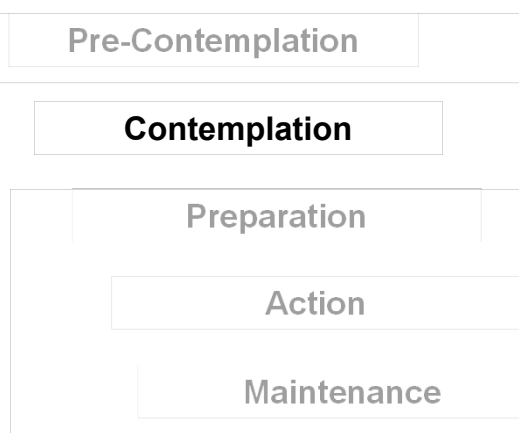 Pre-Contemplation
Contemplation
Preparation
Action
Maintenance